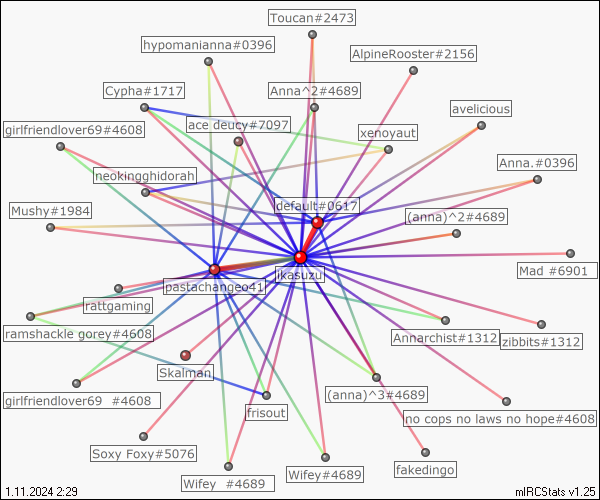 Toucan#2473
hypomanianna#0396
AlpineRooster#2156
Cypha#1717
Anna^2#4689
avelicious
girlfriendlover69#4608
ace deucy#7097
xenoyaut
neokingghidorah
Anna.#0396
Mushy#1984
default#0617
(anna)^2#4689
Mad #6901
pastachangeo41
ikasuzu
rattgaming
ramshackle gorey#4608
Annarchist#1312
zibbits#1312
Skalman
girlfriendlover69 #4608
(anna)^3#4689
frisout
no cops no laws no hope#4608
Soxy Foxy#5076
Wifey #4689
Wifey#4689
fakedingo
1.11.2024 2:29
mIRCStats v1.25